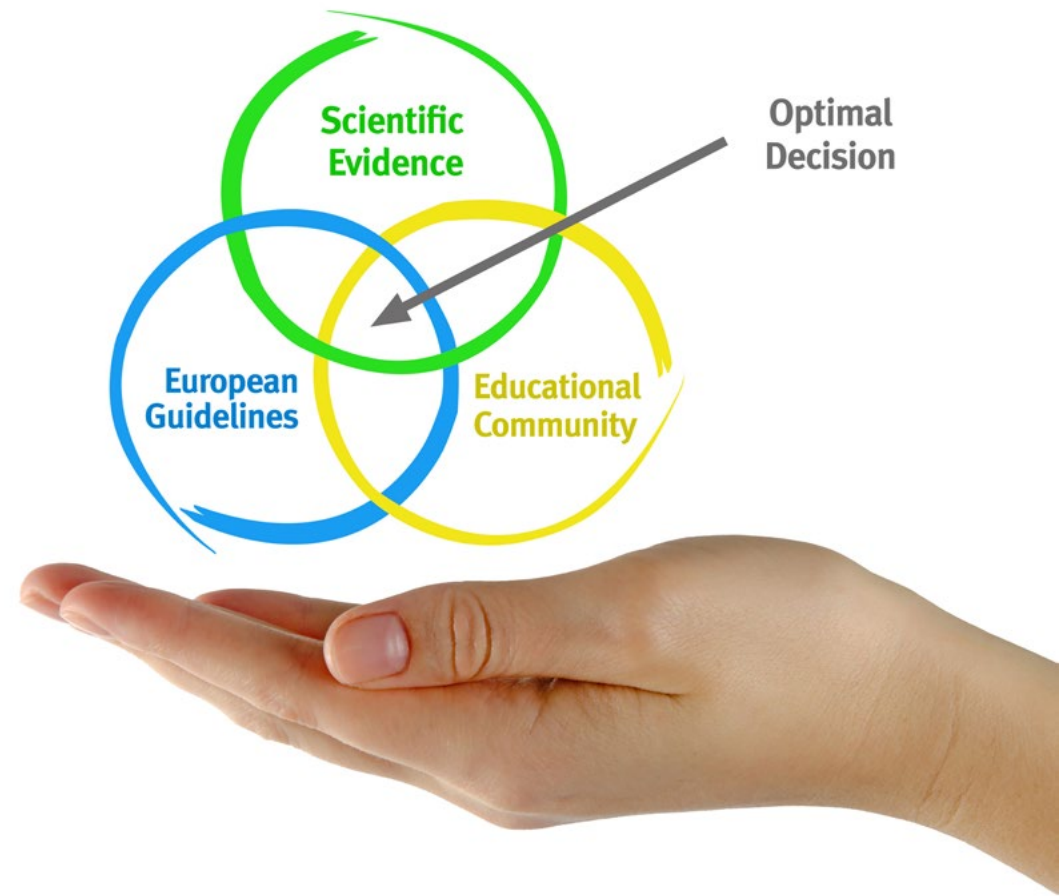 Scientific
Evidence
Optimal
Decision
European
Guidelines
Educational
Community